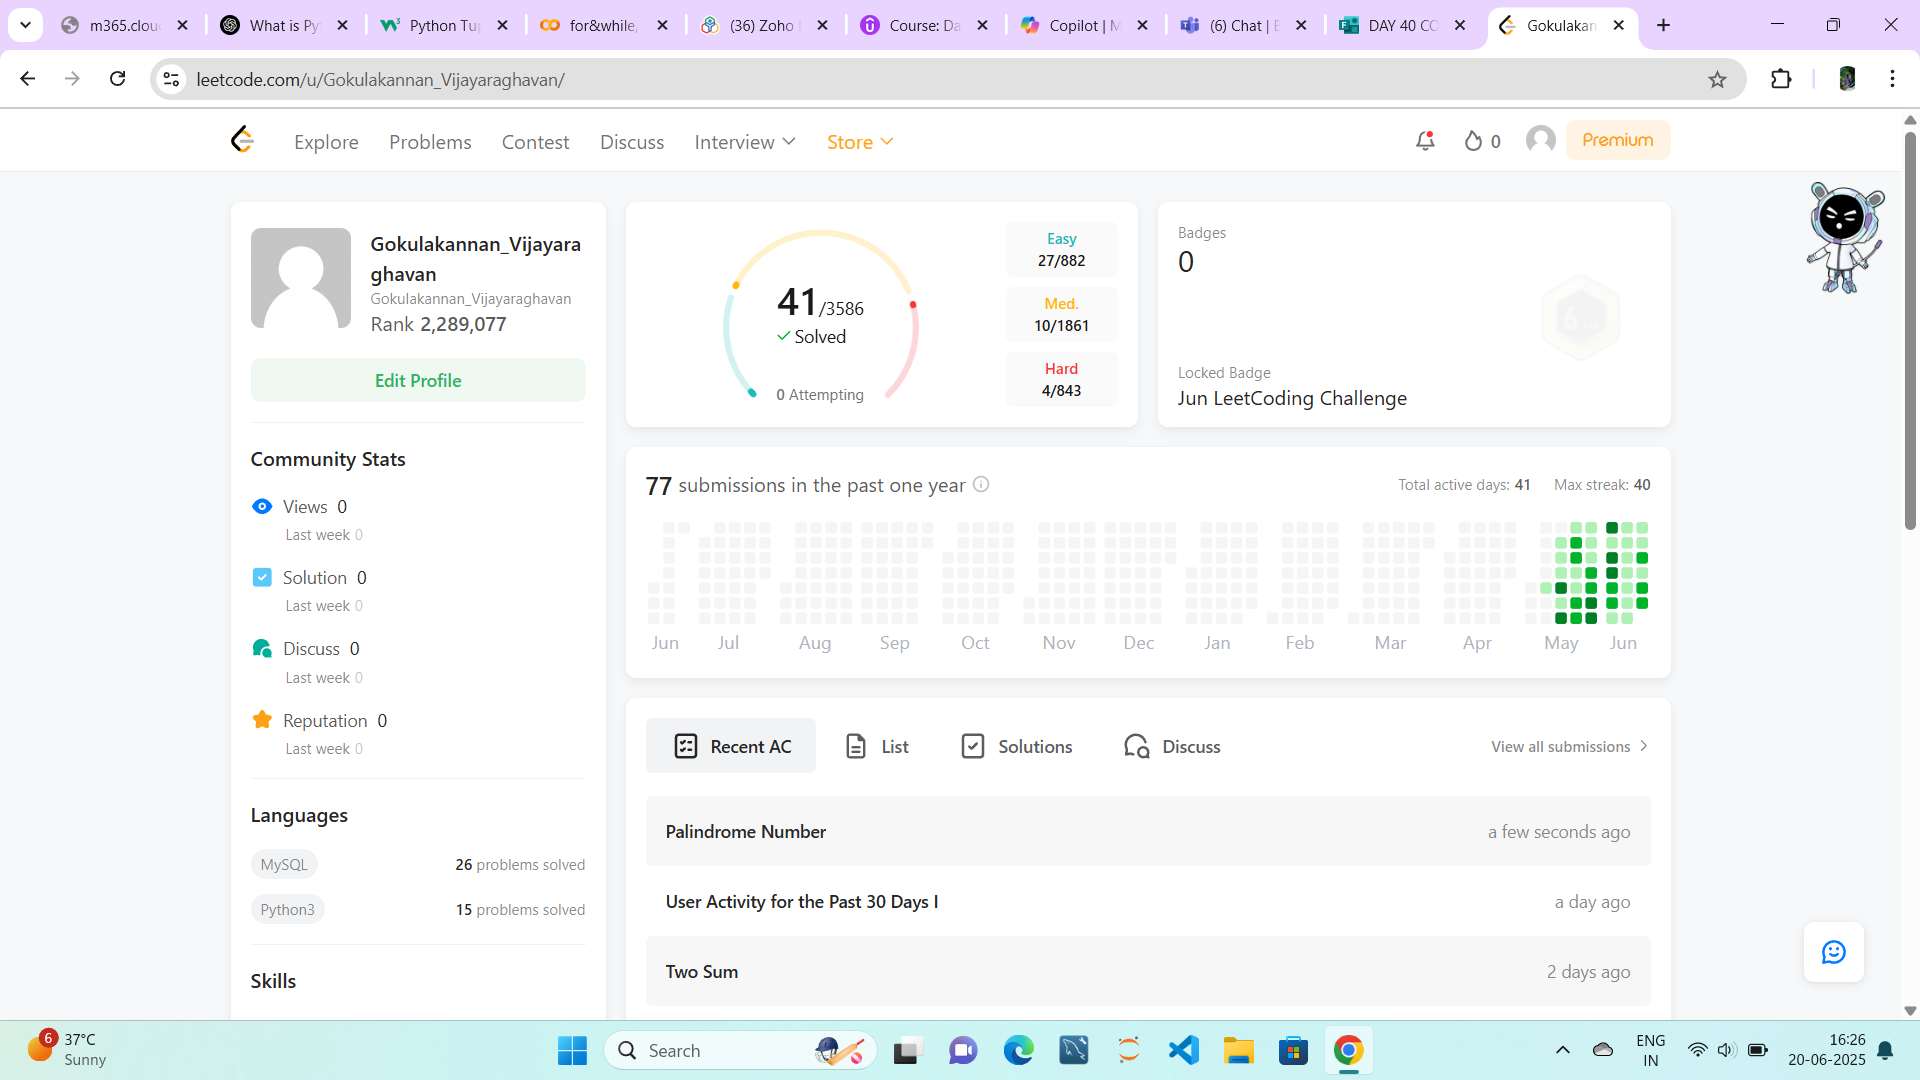 m365.clou
What is Py
Python Tup
for&while,
(36) Zoho
Course: Da
Copilot | M
(6) Chat | E
DAY 40 CO
Gokulakan
leetcode.com/u/Gokulakannan_Vijayaraghavan/
Explore
Problems
Contest
Discuss
Interview
Store
0
Premium
Gokulakannan_Vijayara
ghavan
Gokulakannan_Vijayaraghavan
Rank 2,289,077
Edit Profile
Community Stats
Views 0
Last week 0
Solution 0
Last week 0
Discuss 0
Last week 0
Reputation 0
Last week 0
Languages
MySQL
26 problems solved
Python3
15 problems solved
Skills
41/3586
Solved
0 Attempting
Easy
27/882
Med.
10/1861
Hard
4/843
Badges
0
Locked Badge
Jun LeetCoding Challenge
77 submissions in the past one year
Total active days: 41
Max streak: 40
Jun Jul Aug Sep Oct Nov Dec Jan Feb Mar Apr May Jun
Recent AC
List
Solutions
Discuss
View all submissions
Palindrome Number
a few seconds ago
User Activity for the Past 30 Days I
a day ago
Two Sum
2 days ago
6
37°C
Sunny
Search
ENG
IN
16:26
20-06-2025